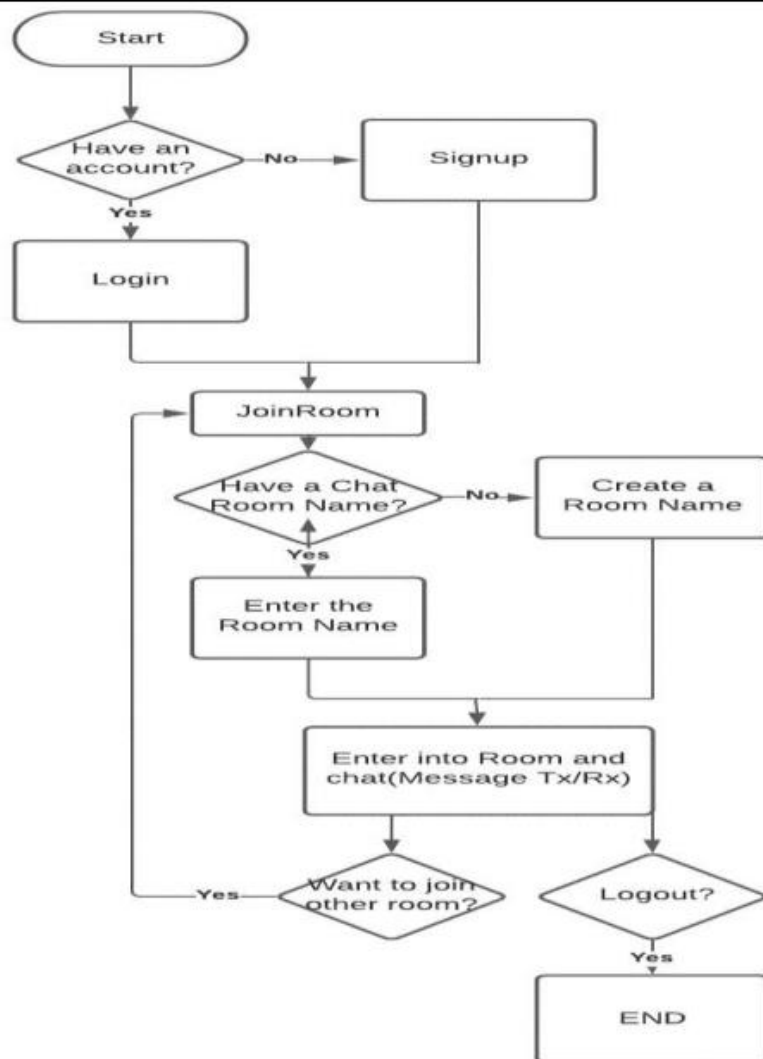 Start
Have an
account?
No
Signup
Yes
Login
JoinRoom
Have a Chat
Room Name?
No
Create a
Room Name
Yes
Enter the
Room Name
Enter into Room and
chat(Message Tx/Rx)
Want to join
other room?
Yes
Logout?
Yes
END